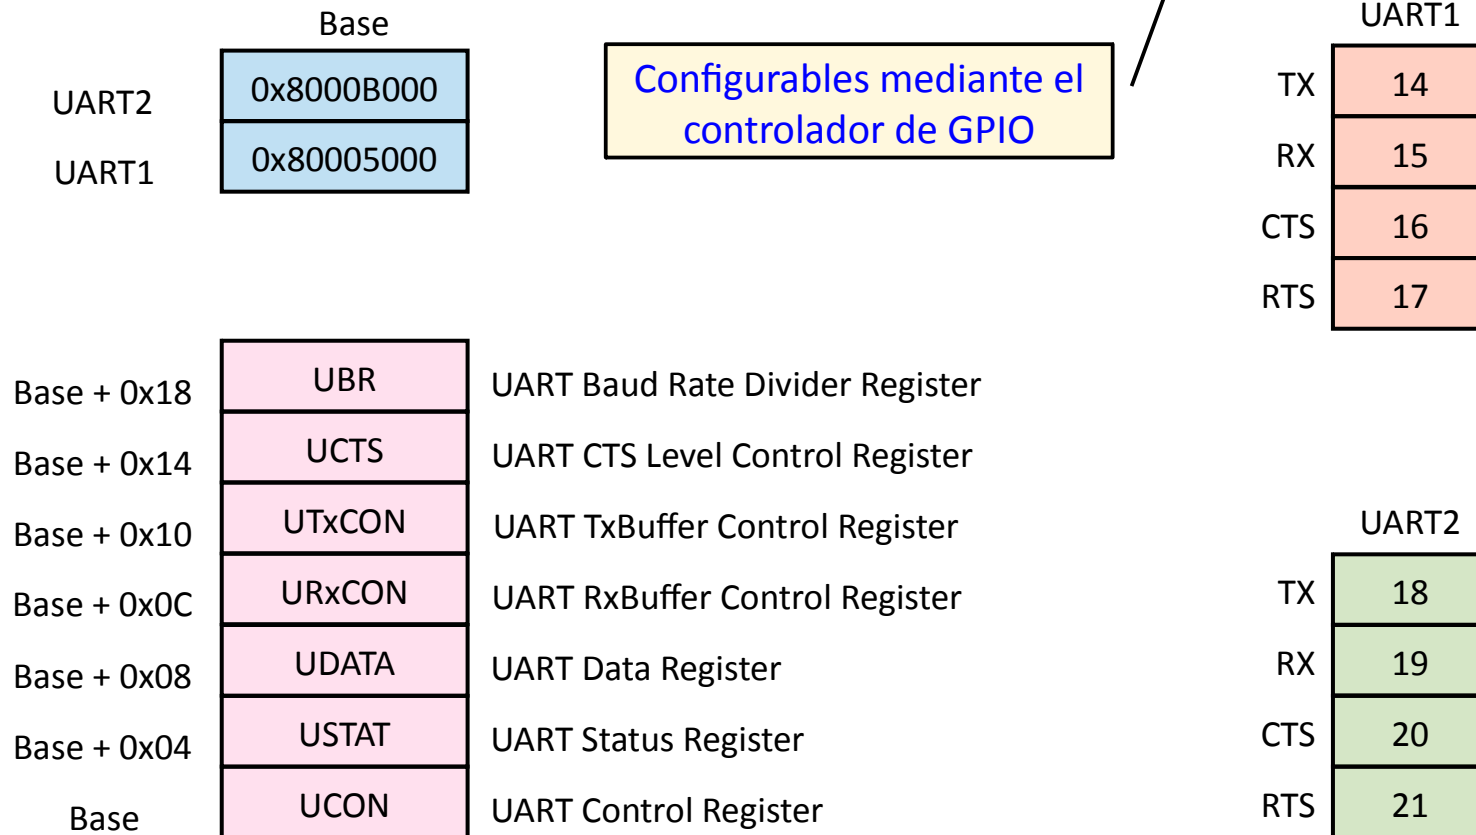 Base
UART2 0x8000B000
UART1 0x80005000
Configurables mediante el
controlador de GPIO
UART1
TX 14
RX 15
CTS 16
RTS 17
Base + 0x18 UBR UART Baud Rate Divider Register
Base + 0x14 UCTS UART CTS Level Control Register
Base + 0x10 UTxCON UART TxBuffer Control Register
Base + 0x0C URxCON UART RxBuffer Control Register
Base + 0x08 UDATA UART Data Register
Base + 0x04 USTAT UART Status Register
Base UCON UART Control Register
UART2
TX 18
RX 19
CTS 20
RTS 21